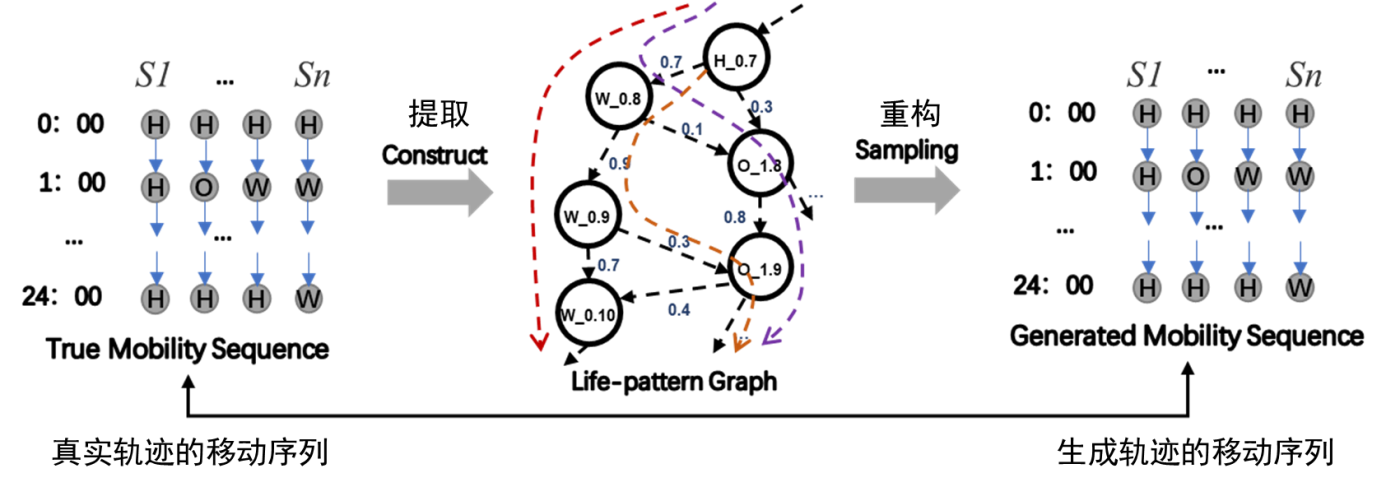 S1 ... Sn
0: 00 H H H H
1: 00 H O W W
... ...
24: 00 H H H W
True Mobility Sequence
真实轨迹的移动序列
提取
Construct
H_0.7
0.7
W_0.8
0.3
0.1
O_1.8
0.9
...
W_0.9
0.8
0.3
O_1.9
0.7
W_0.10
0.4
..
Life-pattern Graph
重构
Sampling
S1 ... Sn
0: 00 H H H H
1: 00 H O W W
... ...
24: 00 H H H W
Generated Mobility Sequence
生成轨迹的移动序列